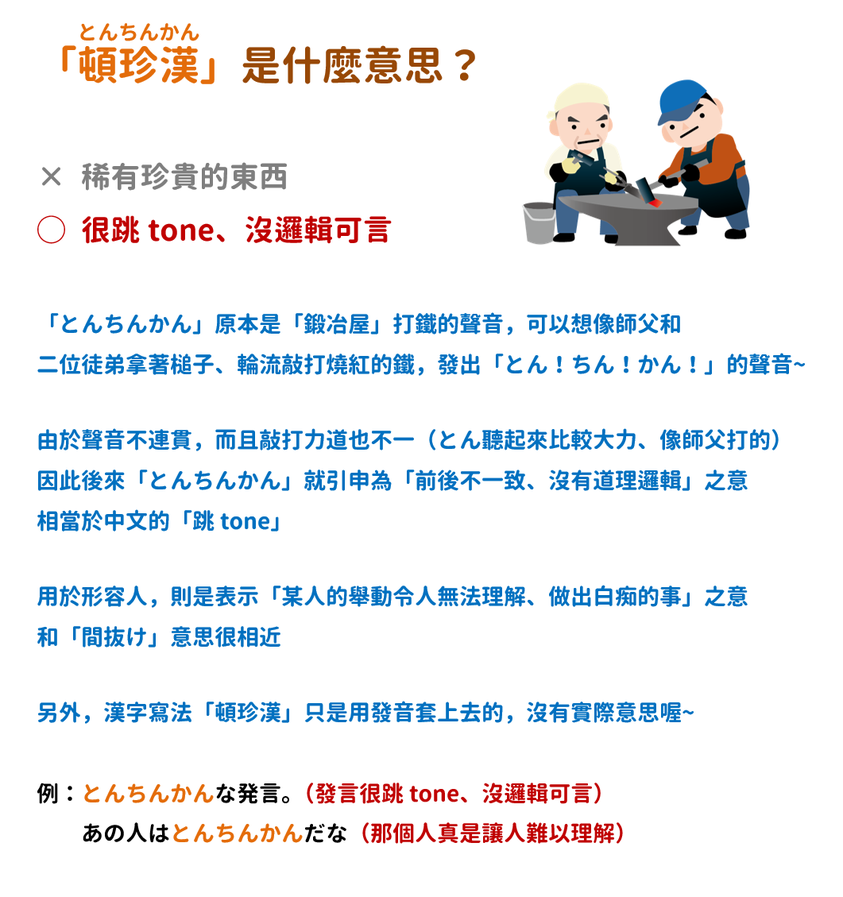 とんちんかん
「頓珍漢」是什麼意思？
× 稀有珍貴的東西
○ 很跳 tone、沒邏輯可言
「とんちんかん」原本是「鍛冶屋」打鐵的聲音，可以想像師父和
二位徒弟拿著槌子、輪流敲打燒紅的鐵，發出「とん！ちん！かん！」的聲音~
由於聲音不連貫，而且敲打力道也不一（とん聽起來比較大力、像師父打的）
因此後來「とんちんかん」就引申為「前後不一致、沒有道理邏輯」之意
相當於中文的「跳 tone」
用於形容人，則是表示「某人的舉動令人無法理解、做出白痴的事」之意
和「間抜け」意思很相近
另外，漢字寫法「頓珍漢」只是用發音套上去的，沒有實際意思喔~
例：とんちんかんな発言。（發言很跳 tone、沒邏輯可言）
あの人はとんちんかんだな（那個人真是讓人難以理解）